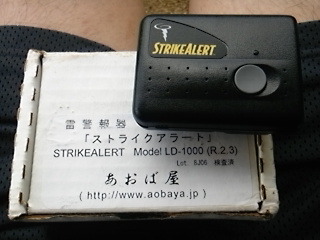 STRIKEALERT
雷警報器
「ストライクアラート」
STRIKEALERT Model LD-1000 (R.2.3)
Lot. 8J06 検査済
あおば屋
( http://www.aobaya.jp )